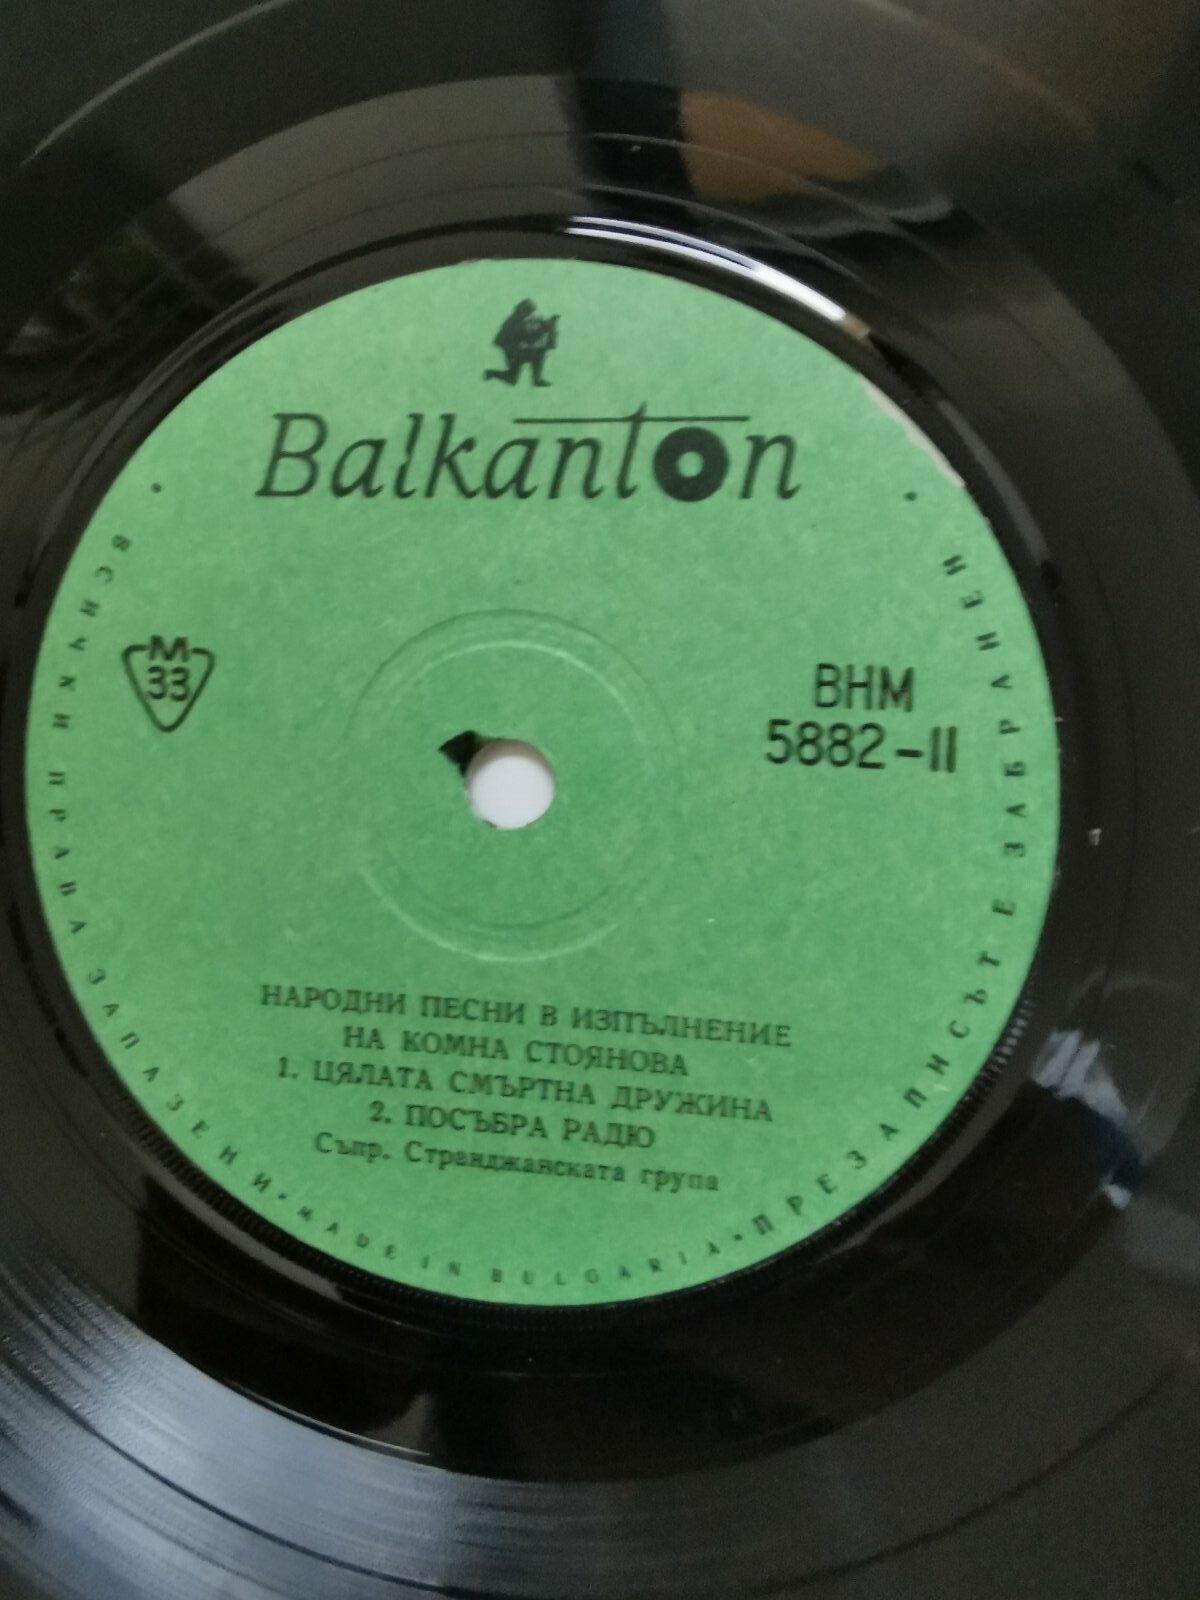 Balkanton
М
33
ВНМ
5882-II
НАРОДНИ ПЕСНИ В ИЗПЪЛНЕНИЕ
НА КОМНА СТОЯНОВА
1. ЦЯЛАТА СМЪРТНА ДРУЖИНА
2. ПОСЪБРА РАДЮ
Съпр. Странджанската група
• ВСИЧКИ ПРАВА ЗАПАЗЕНИ • MADE IN BULGARIA • ПРЕЗАПИСЪТ Е ЗАБРАНЕН •